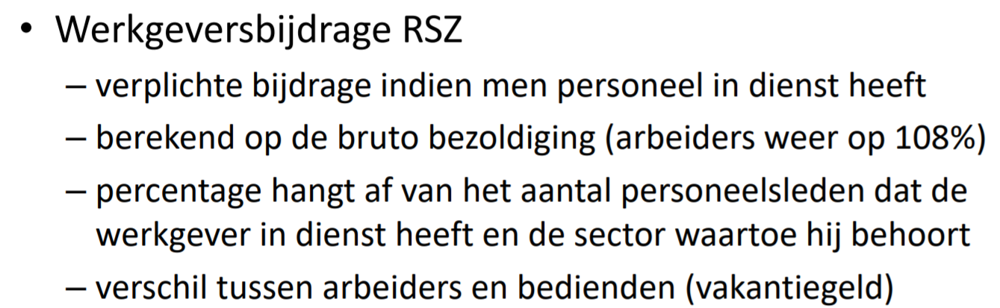 • Werkgeversbijdrage RSZ
– verplichte bijdrage indien men personeel in dienst heeft
– berekend op de bruto bezoldiging (arbeiders weer op 108%)
– percentage hangt af van het aantal personeelsleden dat de
werkgever in dienst heeft en de sector waartoe hij behoort
– verschil tussen arbeiders en bedienden (vakantiegeld)